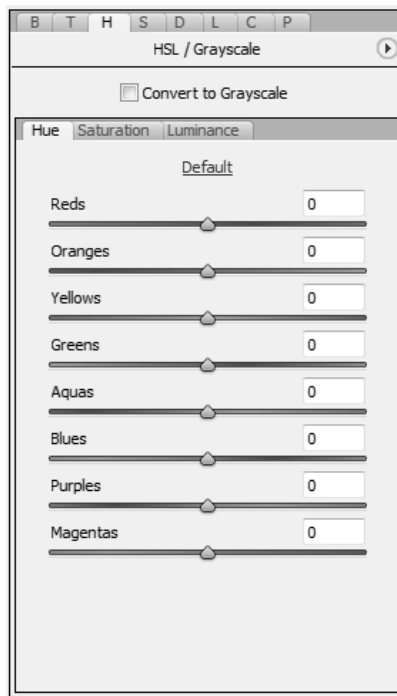 B T H S D L C P
HSL / Grayscale
Convert to Grayscale
Hue Saturation Luminance
Default
Reds 0
Oranges 0
Yellows 0
Greens 0
Aquas 0
Blues 0
Purples 0
Magentas 0